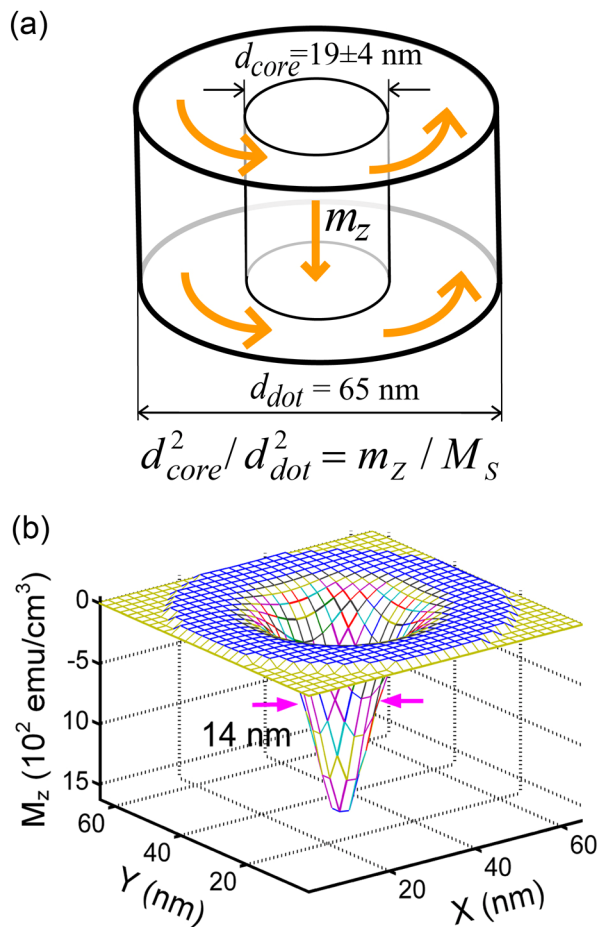 (a)
d_core=19±4 nm
m_z
d_dot = 65 nm
d²_core/d²_dot = m_z / M_S
(b)
0
-5
10
15
M_z (10² emu/cm³)
14 nm
60
40
20
Y (nm)
20
40
60
X (nm)